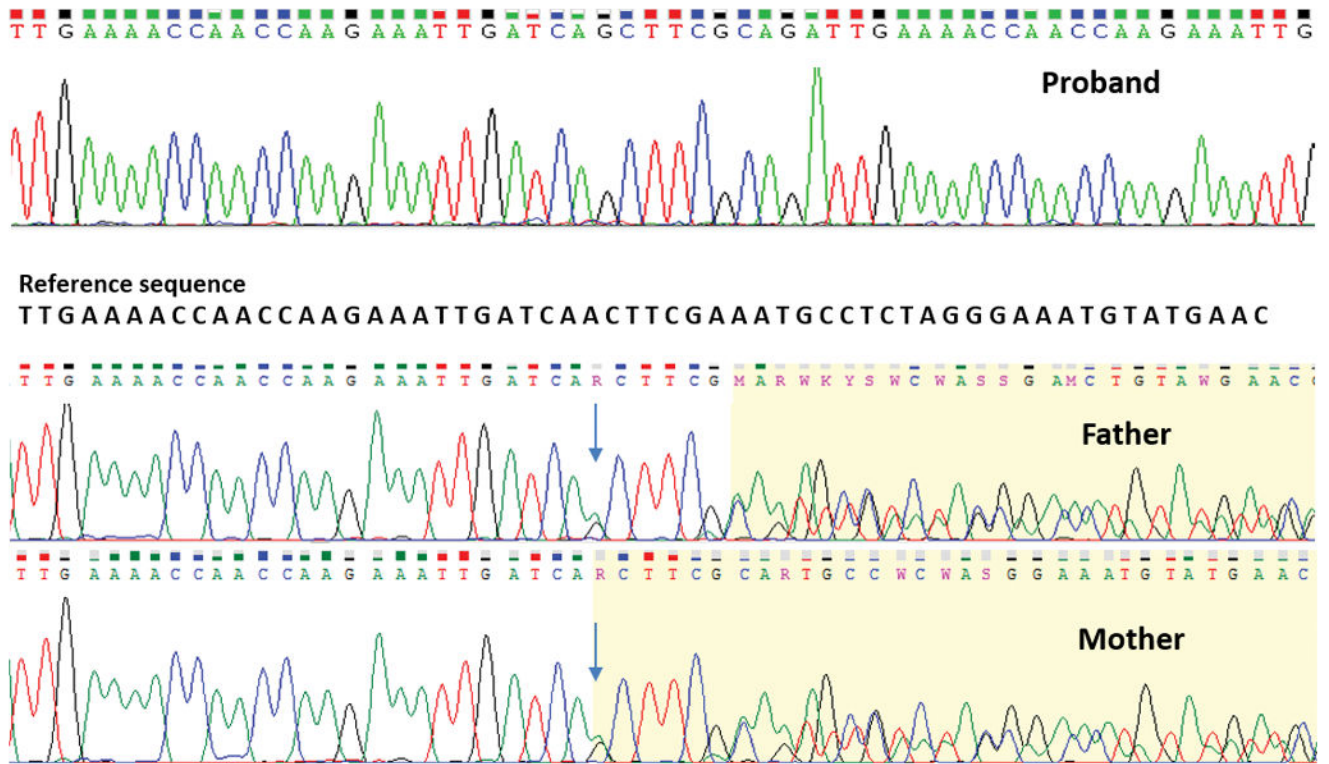 T T G A A A A C C A A C C A A G A A A T T G A T C A G C T T C G C A G A T T G A A A A C C A A C C A A G A A A T T G
Proband
Reference sequence
T T G A A A A C C A A C C A A G A A A T T G A T C A A C T T C G A A A T G C C T C T A G G G A A A T G T A T G A A C
T T G A A A A C C A A C C A A G A A A T T G A T C A R C T T C G M A R W K Y S W C W A S S G A M C T G T A W G A A C
Father
T T G A A A A C C A A C C A A G A A A T T G A T C A R C T T C G C A R T G C C W C W A S G G A A A T G T A T G A A C
Mother